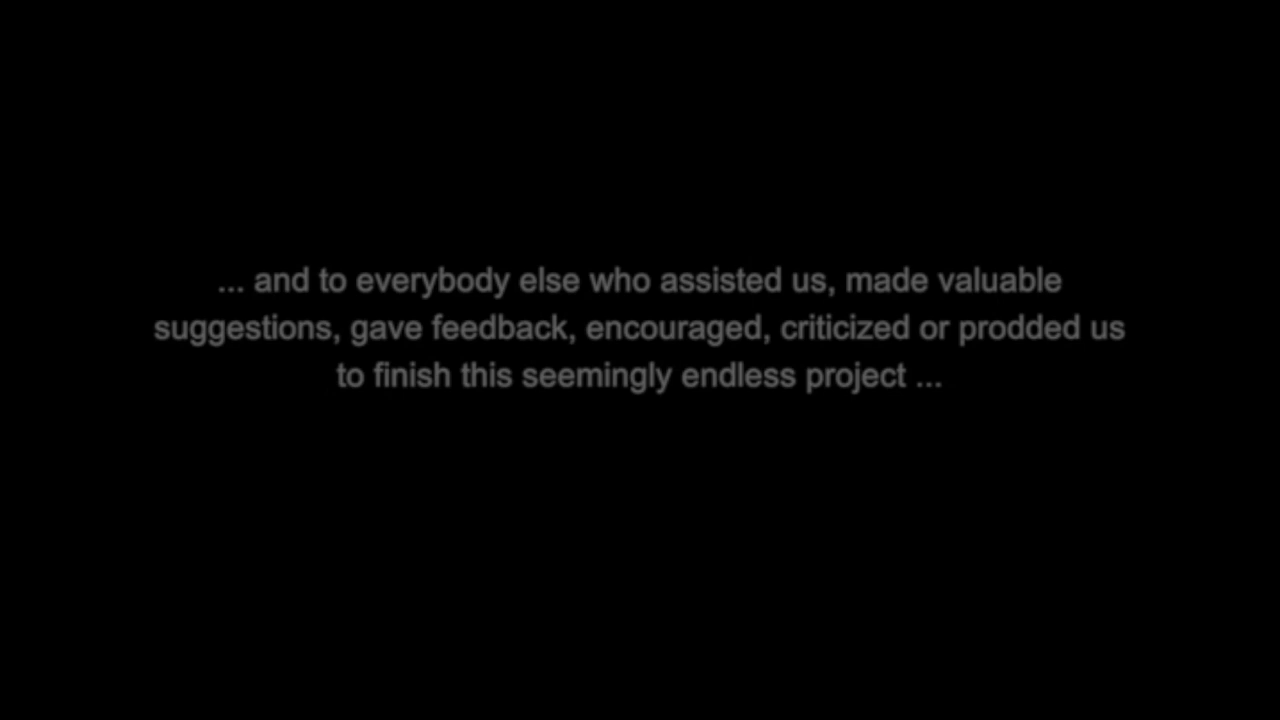 ... and to everybody else who assisted us, made valuable
suggestions, gave feedback, encouraged, criticized or prodded us
to finish this seemingly endless project ...